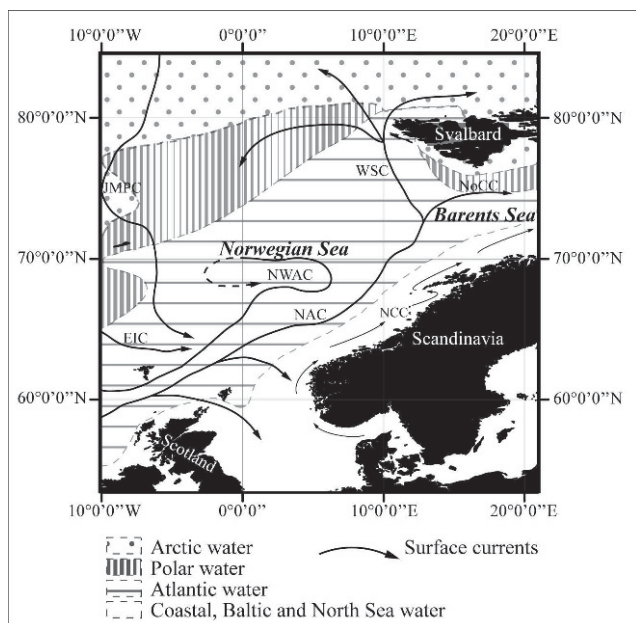 10°0'0"W 0°0'0" 10°0'0"E 20°0'0"E
80°0'0"N 80°0'0"N
Svalbard
WSC
JMPC
NoCC
Barents Sea
70°0'0"N 70°0'0"N
Norwegian Sea
NWAC
NAC
NCC
EIC
Scandinavia
60°0'0"N 60°0'0"N
Scotland
10°0'0"W 0°0'0" 10°0'0"E 20°0'0"E
Arctic water
Surface currents
Polar water
Atlantic water
Coastal, Baltic and North Sea water